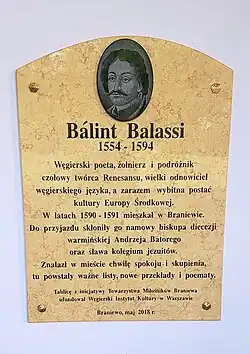 Bálint Balassi
1554 - 1594
Węgierski poeta, żołnierz i podróżnik
czołowy twórca Renesansu, wielki odnowiciel
węgierskiego języka, a zarazem wybitna postać
kultury Europy Środkowej.
W latach 1590 - 1591 mieszkał w Braniewie.
Do przyjazdu skłoniły go namowy biskupa diecezji
warmińskiej Andrzeja Batorego
oraz sława kolegium jezuitów.
Znalazł w mieście chwilę spokoju i skupienia,
tu powstały ważne listy, nowe przekłady i poematy.
Tablicę z inicjatywy Towarzystwa Miłośników Braniewa
ufundował Węgierski Instytut Kultury w Warszawie
Braniewo, maj 2018 r.